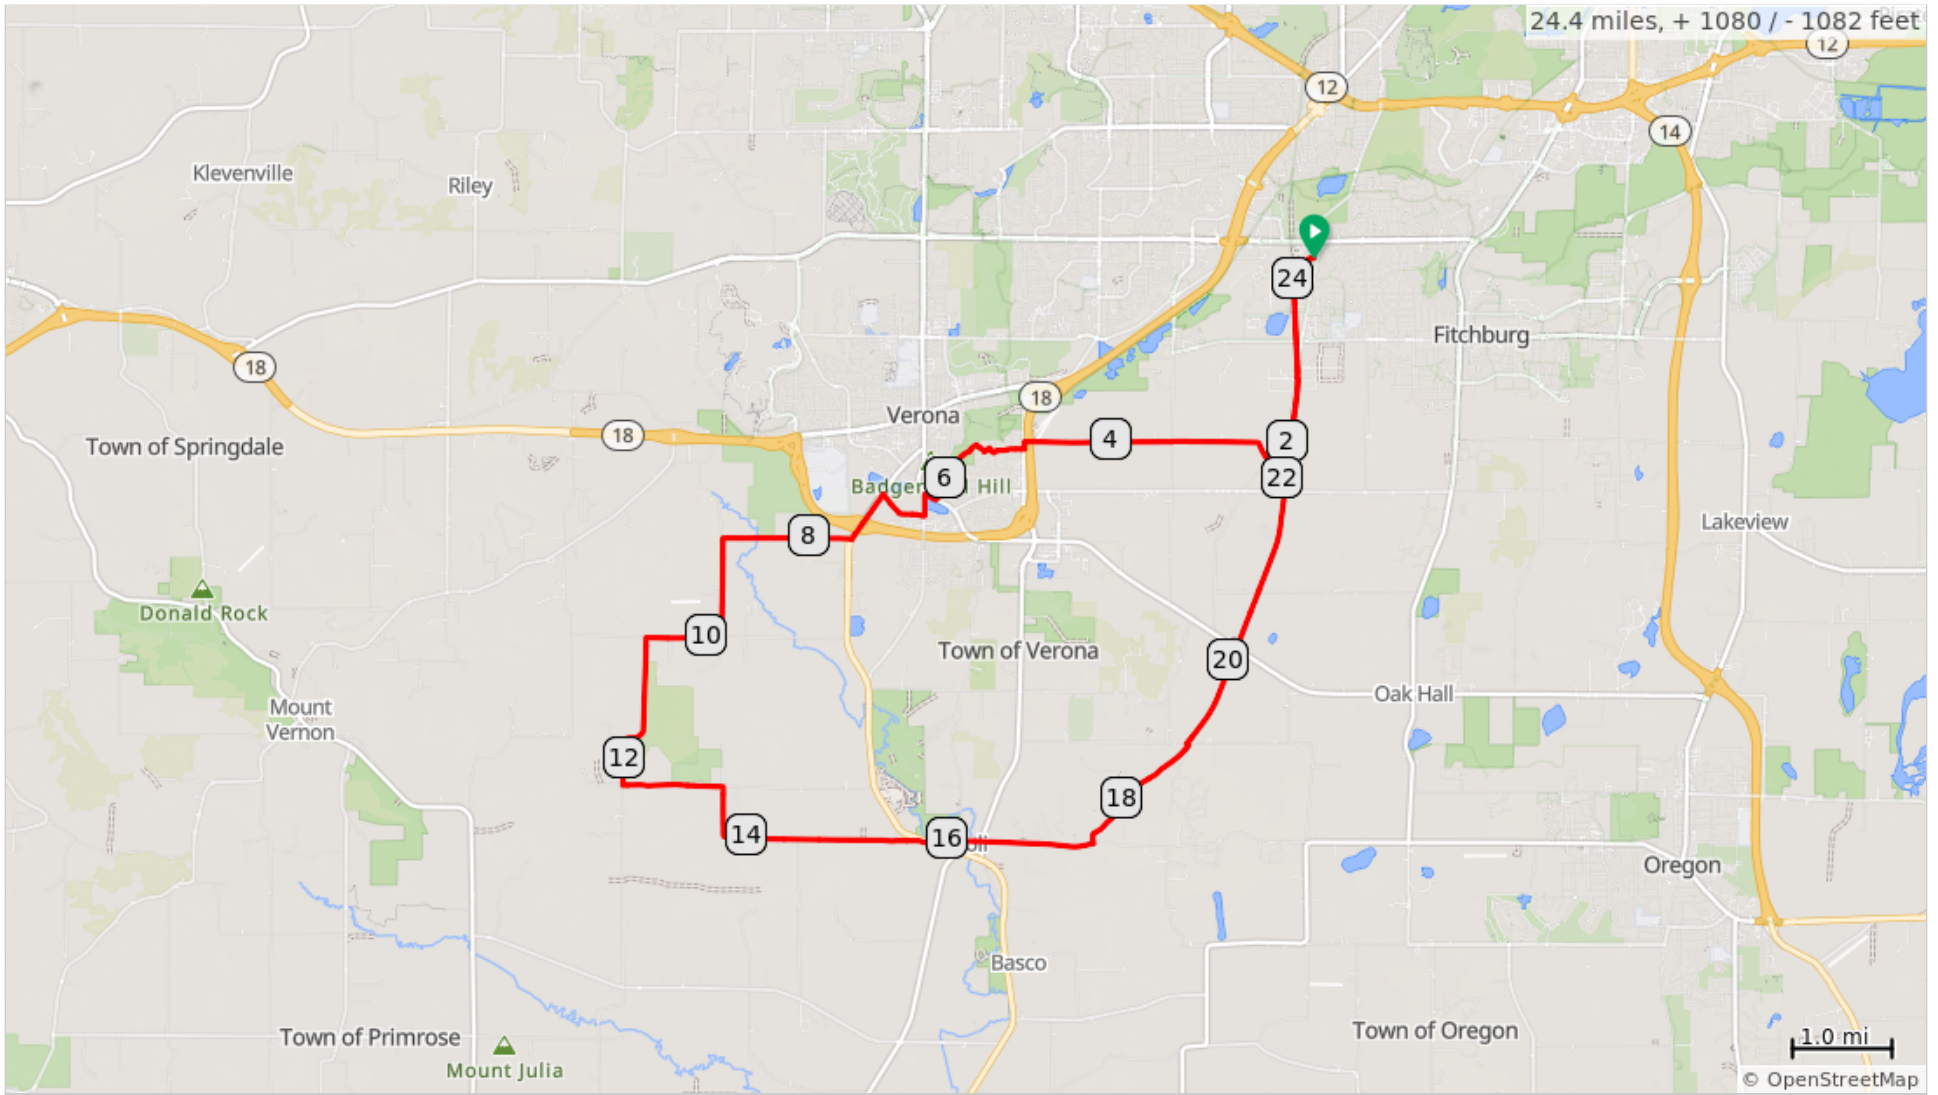 24.4 miles, + 1080 / - 1082 feet
12
12
14
Klevenville
Riley
24
Fitchburg
18
18
Verona
18
Town of Springdale
18
4
2
6
22
Hill
Lakeview
8
Donald Rock
10
Town of Verona
20
Oak Hall
Mount
Vernon
12
18
14
16
Oregon
Basco
Town of Primrose
Mount Julia
Town of Oregon
1.0 mi
© OpenStreetMap